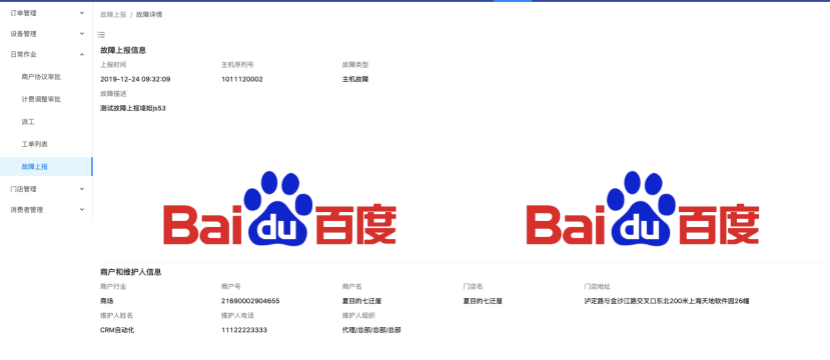 订单管理
设备管理
日常作业
商户协议审批
计费调整审批
派工
工单列表
故障上报
门店管理
消费者管理
故障上报 / 故障详情
故障上报信息
上报时间 主机序列号 故障类型
2019-12-24 09:32:09 1011120002 主机故障
故障描述
测试故障上报堎姮js53
Bai du 百度 Bai du 百度
商户和维护人信息
商户行业 商户号 商户名 门店名 门店地址
商场 21690002904655 夏目的七迁屋 夏目的七迁屋 泸定路与金沙江路交叉口东北200米上海天地软件园26幢
维护人姓名 维护人电话 维护人组织
CRM自动化 11122223333 代理/总部/总部/总部